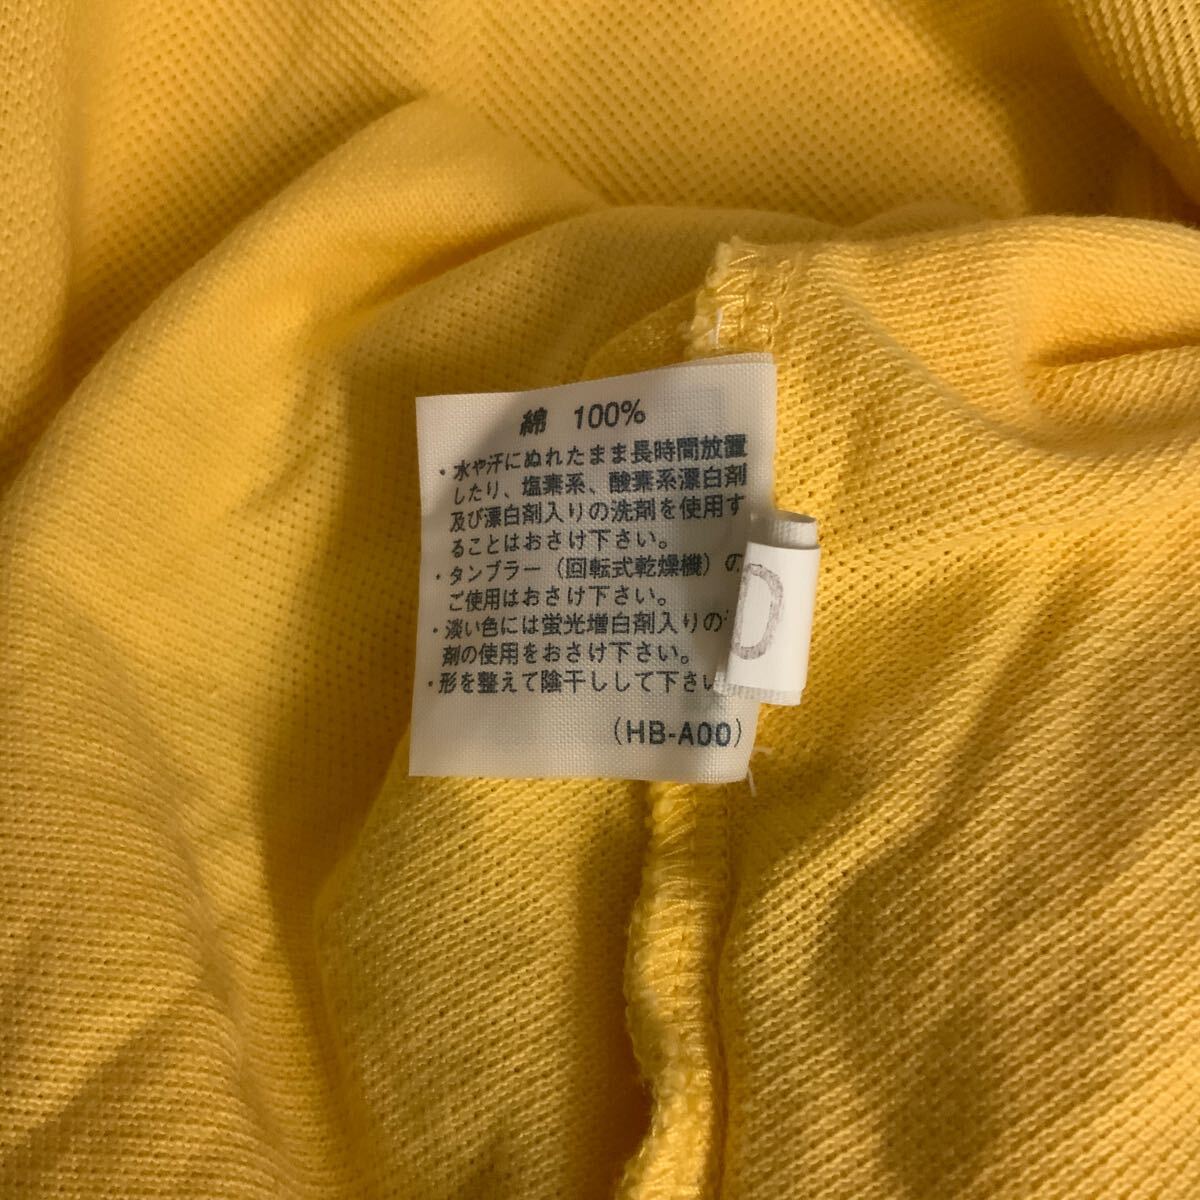 綿 100%
・水や汗にぬれたまま長時間放置
したり、塩素系、酸素系漂白剤
及び漂白剤入りの洗剤を使用す
ることはおさけ下さい。
・タンブラー（回転式乾燥機）の
ご使用はおさけ下さい。
・淡い色には蛍光増白剤入りの
剤の使用をおさけ下さい。
・形を整えて陰干しして下さい
(HB-A00)